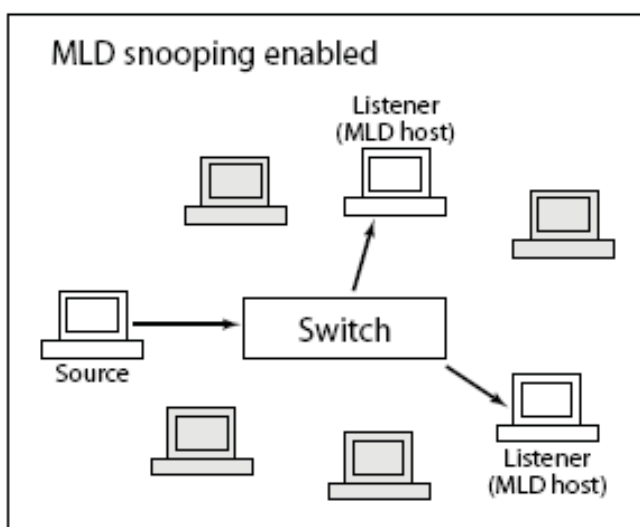 MLD snooping enabled
Listener
(MLD host)
Switch
Source
Listener
(MLD host)